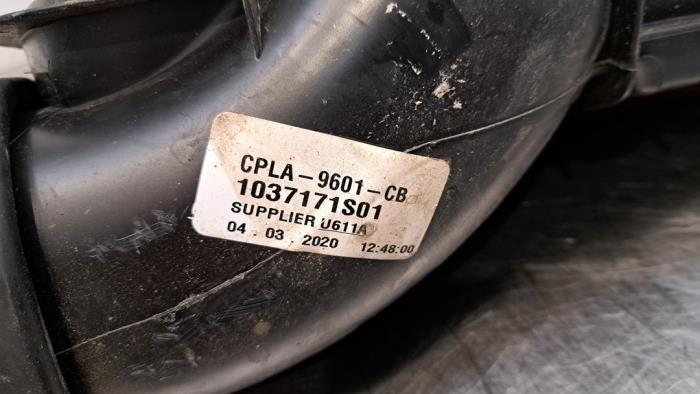 CPLA-9601-CB
1037171S01
SUPPLIER U611A
04 . 03 . 2020 12:48:00